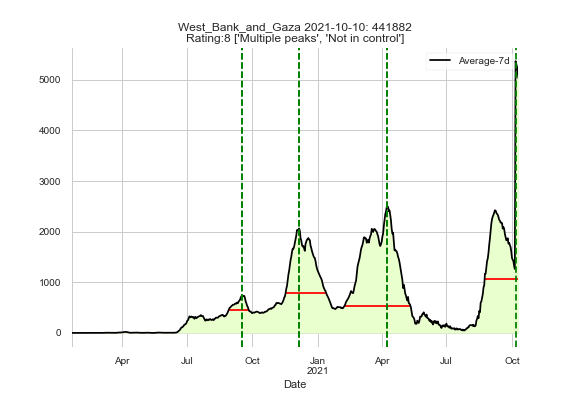 West_Bank_and_Gaza 2021-10-10: 441882
Rating:8 ['Multiple peaks', 'Not in control']
Average-7d
5000
4000
3000
2000
1000
0
Apr Jul Oct Jan Apr Jul Oct
2021
Date